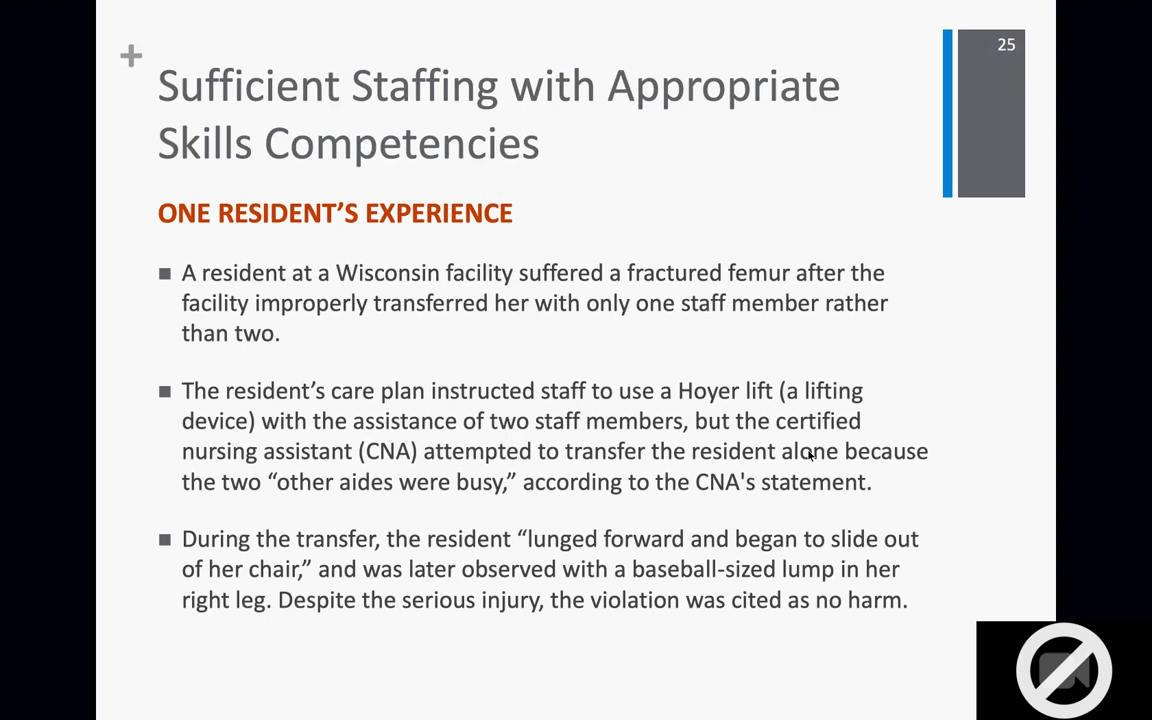 25
+
Sufficient Staffing with Appropriate
Skills Competencies
ONE RESIDENT’S EXPERIENCE
■ A resident at a Wisconsin facility suffered a fractured femur after the
facility improperly transferred her with only one staff member rather
than two.
■ The resident’s care plan instructed staff to use a Hoyer lift (a lifting
device) with the assistance of two staff members, but the certified
nursing assistant (CNA) attempted to transfer the resident alone because
the two “other aides were busy,” according to the CNA's statement.
■ During the transfer, the resident “lunged forward and began to slide out
of her chair,” and was later observed with a baseball-sized lump in her
right leg. Despite the serious injury, the violation was cited as no harm.